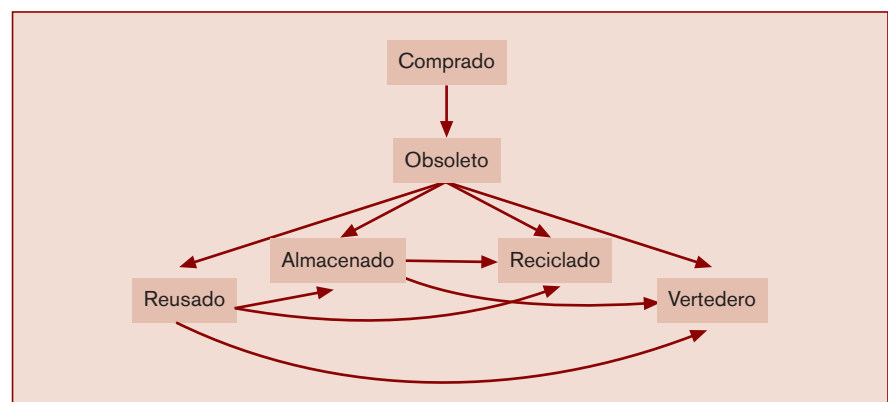 Comprado
Obsoleto
Almacenado
Reciclado
Reusado
Vertedero